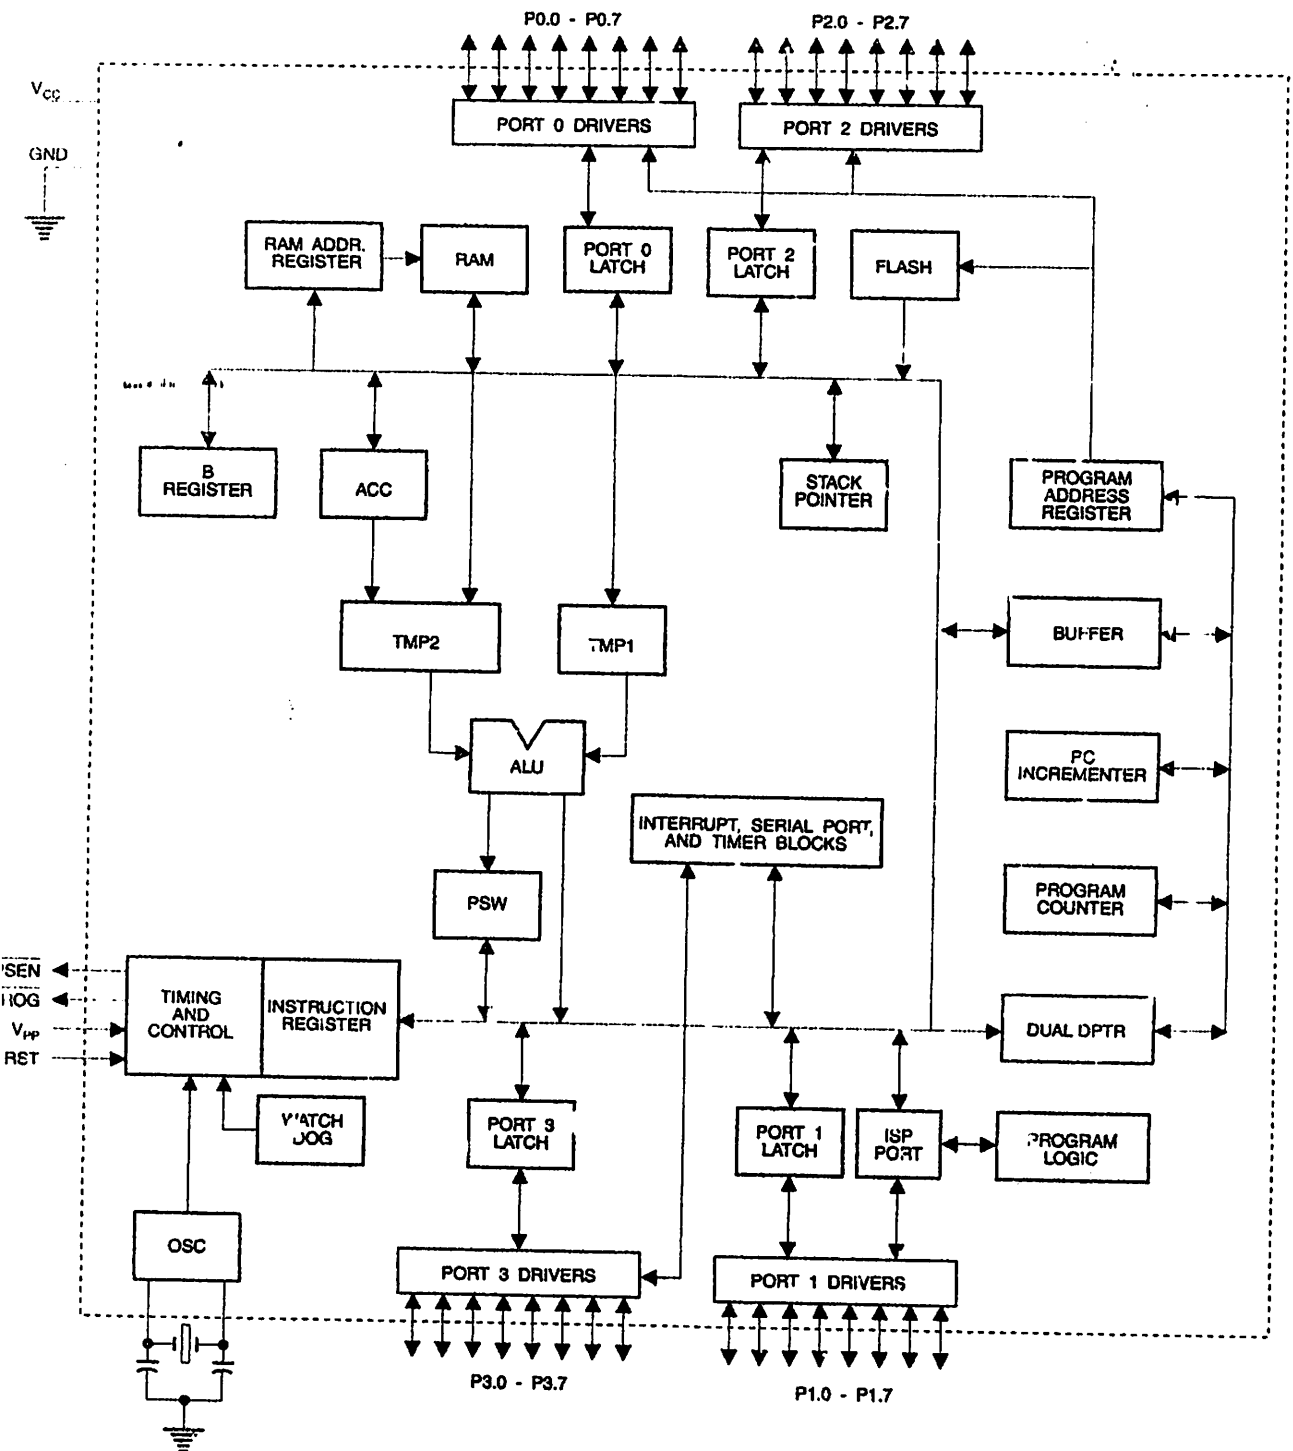 P0.0 - P0.7
P2.0 - P2.7
VCC
GND
PORT 0 DRIVERS
PORT 2 DRIVERS
RAM ADDR.
REGISTER
RAM
PORT 0
LATCH
PORT 2
LATCH
FLASH
B
REGISTER
ACC
STACK
POINTER
PROGRAM
ADDRESS
REGISTER
TMP2
TMP1
BUFFER
ALU
PC
INCREMENTER
INTERRUPT, SERIAL PORT,
AND TIMER BLOCKS
PSW
PROGRAM
COUNTER
PSEN
ROG
VPP
RST
TIMING
AND
CONTROL
INSTRUCTION
REGISTER
DUAL DPTR
WATCH
DOG
PORT 3
LATCH
PORT 1
LATCH
ISP
PORT
PROGRAM
LOGIC
OSC
PORT 3 DRIVERS
PORT 1 DRIVERS
P3.0 - P3.7
P1.0 - P1.7